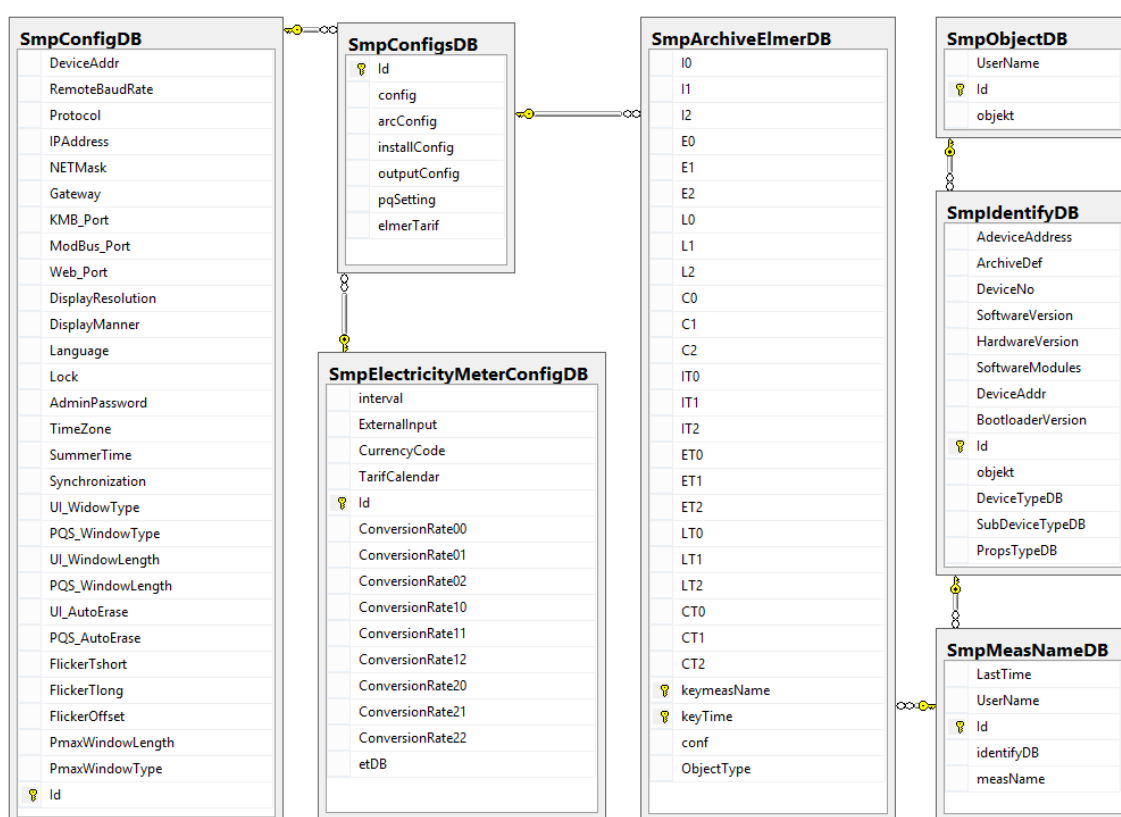 SmpConfigDB
DeviceAddr
RemoteBaudRate
Protocol
IPAddress
NETMask
Gateway
KMB_Port
ModBus_Port
Web_Port
DisplayResolution
DisplayManner
Language
Lock
AdminPassword
TimeZone
SummerTime
Synchronization
UI_WidowType
PQS_WindowType
UI_WindowLength
PQS_WindowLength
UI_AutoErase
PQS_AutoErase
FlickerTshort
FlickerTlong
FlickerOffset
PmaxWindowLength
PmaxWindowType
Id
SmpConfigsDB
Id
config
arcConfig
installConfig
outputConfig
pqSetting
elmerTarif
SmpElectricityMeterConfigDB
interval
ExternalInput
CurrencyCode
TarifCalendar
Id
ConversionRate00
ConversionRate01
ConversionRate02
ConversionRate10
ConversionRate11
ConversionRate12
ConversionRate20
ConversionRate21
ConversionRate22
etDB
SmpArchiveElmerDB
I0
I1
I2
E0
E1
E2
L0
L1
L2
C0
C1
C2
IT0
IT1
IT2
ET0
ET1
ET2
LT0
LT1
LT2
CT0
CT1
CT2
keymeasName
keyTime
conf
ObjectType
SmpObjectDB
UserName
Id
objekt
SmpIdentifyDB
AdeviceAddress
ArchiveDef
DeviceNo
SoftwareVersion
HardwareVersion
SoftwareModules
DeviceAddr
BootloaderVersion
Id
objekt
DeviceTypeDB
SubDeviceTypeDB
PropsTypeDB
SmpMeasNameDB
LastTime
UserName
Id
identifyDB
measName